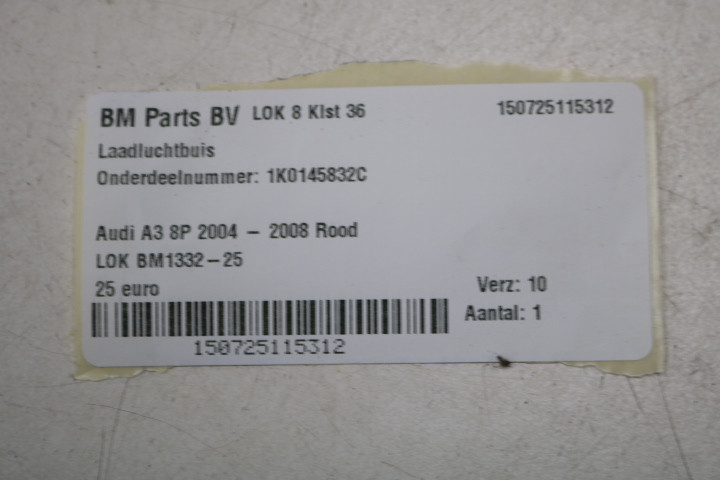 BM Parts BV LOK 8 Klst 36 150725115312
Laadluchtbuis
Onderdeelnummer: 1K0145832C
Audi A3 8P 2004 – 2008 Rood
LOK BM1332-25
25 euro Verz: 10
Aantal: 1
150725115312